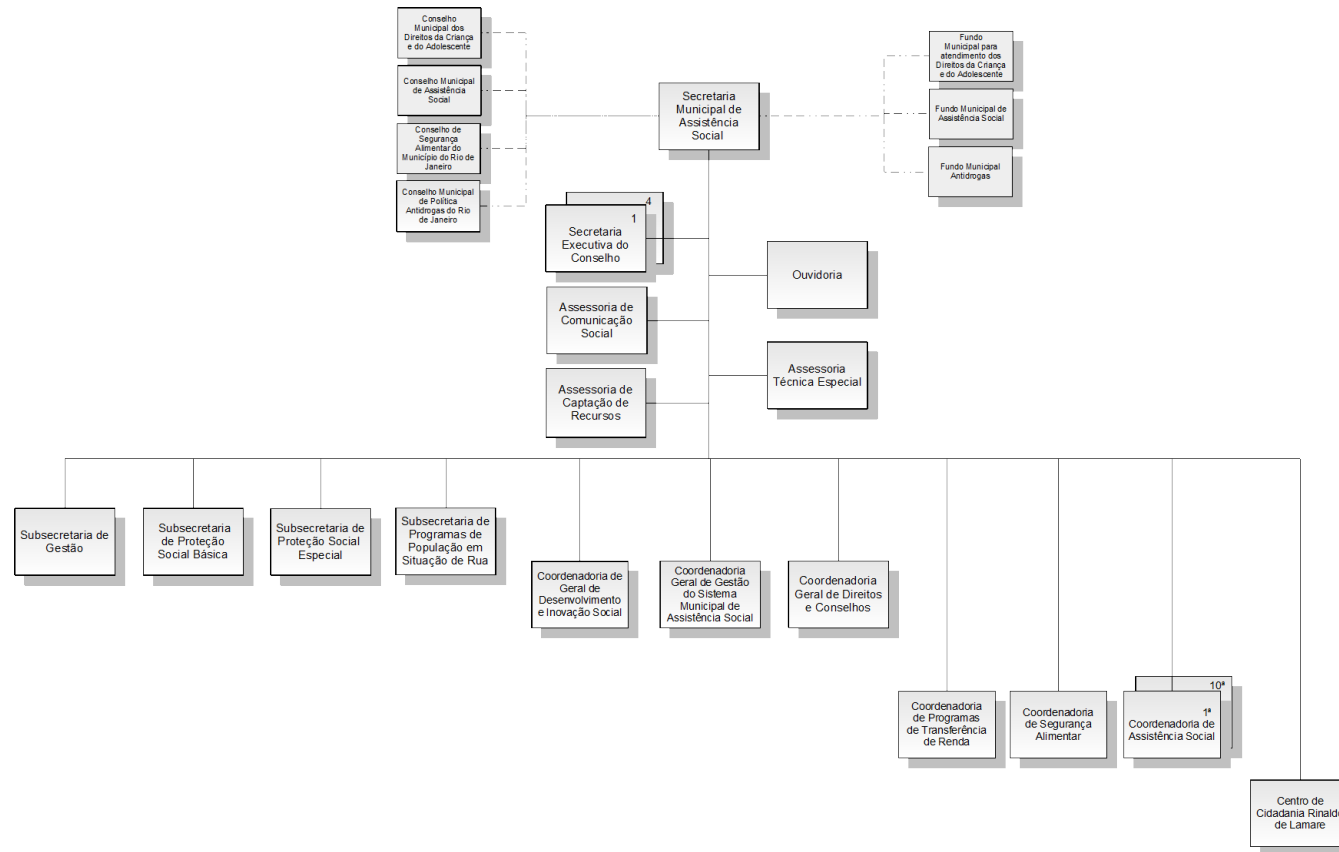 Conselho
Municipal dos
Direitos da Criança
e do Adolescente
Conselho Municipal
de Assistência
Social
Conselho de
Segurança
Alimentar do
Município do Rio de
Janeiro
Conselho Municipal
de Política
Antidrogas do Rio
de Janeiro
Secretaria
Municipal de
Assistência
Social
Fundo
Municipal para
atendimento dos
Direitos da Criança
e do Adolescente
Fundo Municipal de
Assistência Social
Fundo Municipal
Antidrogas
4
1
Secretaria
Executiva do
Conselho
Ouvidoria
Assessoria de
Comunicação
Social
Assessoria
Técnica Especial
Assessoria de
Captação de
Recursos
Subsecretaria de
Gestão
Subsecretaria
de Proteção
Social Básica
Subsecretaria de
Proteção Social
Especial
Subsecretaria de
Programas de
População em
Situação de Rua
Coordenadoria de
Geral de
Desenvolvimento
e Inovação Social
Coordenadoria
Geral de Gestão
do Sistema
Municipal de
Assistência Social
Coordenadoria
Geral de Direitos
e Conselhos
Coordenadoria
de Programas
de Transferência
de Renda
Coordenadoria
de Segurança
Alimentar
10ª
1ª
Coordenadoria de
Assistência Social
Centro de
Cidadania Rinaldo
de Lamare